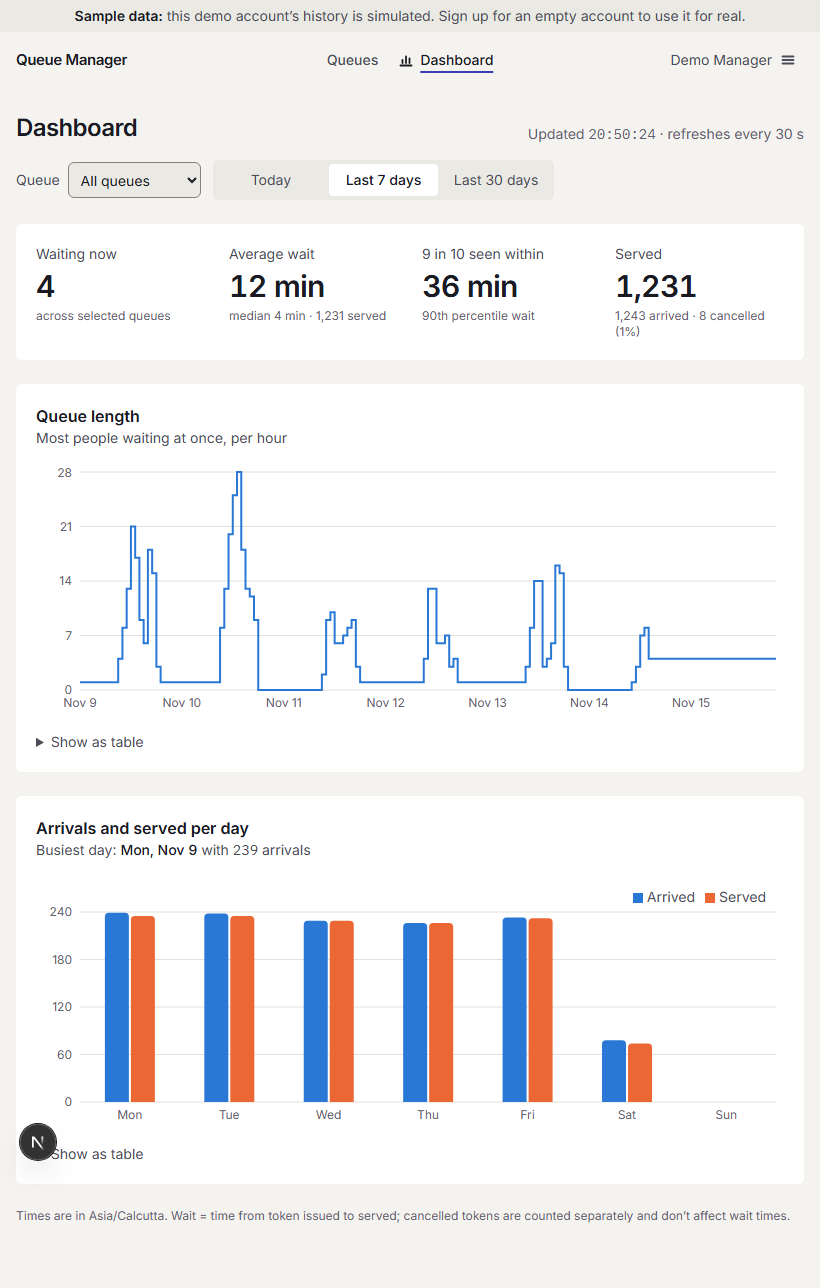 Sample data: this demo account’s history is simulated. Sign up for an empty account to use it for real.
Queue Manager
Queues
Dashboard
Demo Manager
Dashboard
Updated 20:50:24 · refreshes every 30 s
Queue
All queues
Today
Last 7 days
Last 30 days
Waiting now
4
across selected queues
Average wait
12 min
median 4 min · 1,231 served
9 in 10 seen within
36 min
90th percentile wait
Served
1,231
1,243 arrived · 8 cancelled
(1%)
Queue length
Most people waiting at once, per hour
28
21
14
7
0
Nov 9 Nov 10 Nov 11 Nov 12 Nov 13 Nov 14 Nov 15
Show as table
Arrivals and served per day
Busiest day: Mon, Nov 9 with 239 arrivals
Arrived Served
240
180
120
60
0
Mon Tue Wed Thu Fri Sat Sun
N
Show as table
Times are in Asia/Calcutta. Wait = time from token issued to served; cancelled tokens are counted separately and don’t affect wait times.